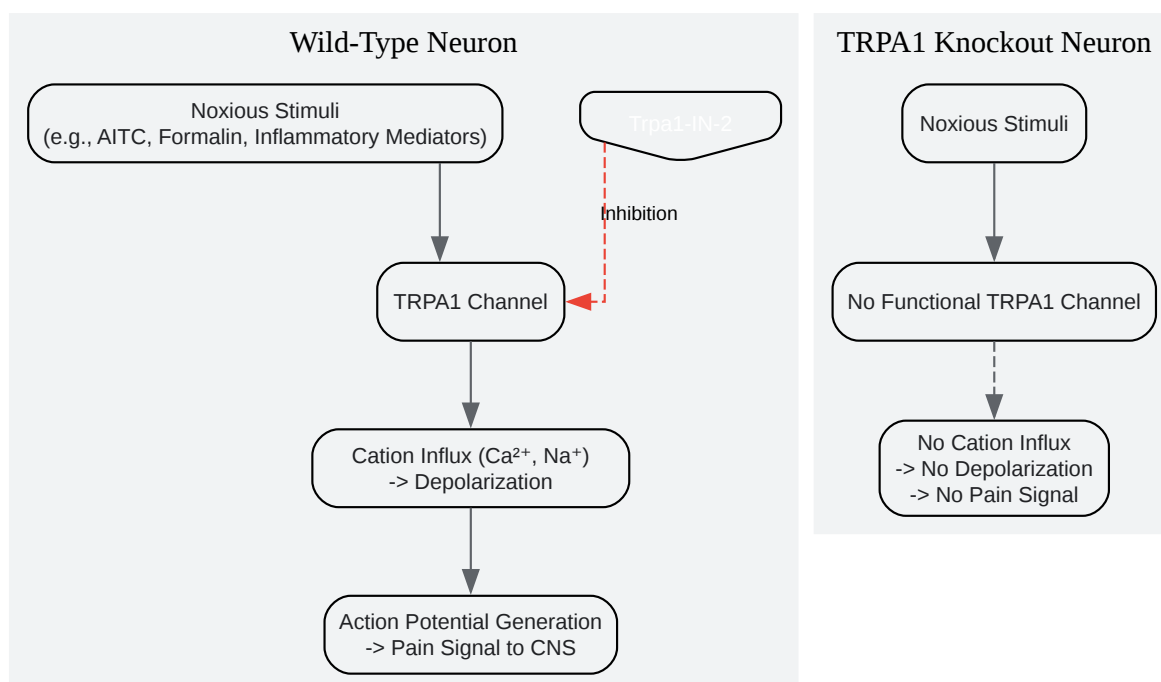 Wild-Type Neuron
Noxious Stimuli
(e.g., AITC, Formalin, Inflammatory Mediators)
Trpa1-IN-2
Inhibition
TRPA1 Channel
Cation Influx (Ca²⁺, Na⁺)
-> Depolarization
Action Potential Generation
-> Pain Signal to CNS
TRPA1 Knockout Neuron
Noxious Stimuli
No Functional TRPA1 Channel
No Cation Influx
-> No Depolarization
-> No Pain Signal